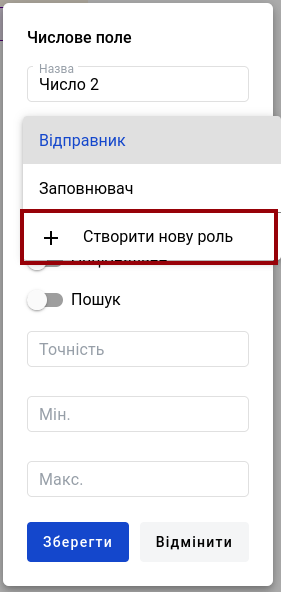 Числове поле
Назва
Число 2
Відправник
Заповнювач
Створити нову роль
Пошук
Точність
Мін.
Макс.
Зберегти
Відмінити